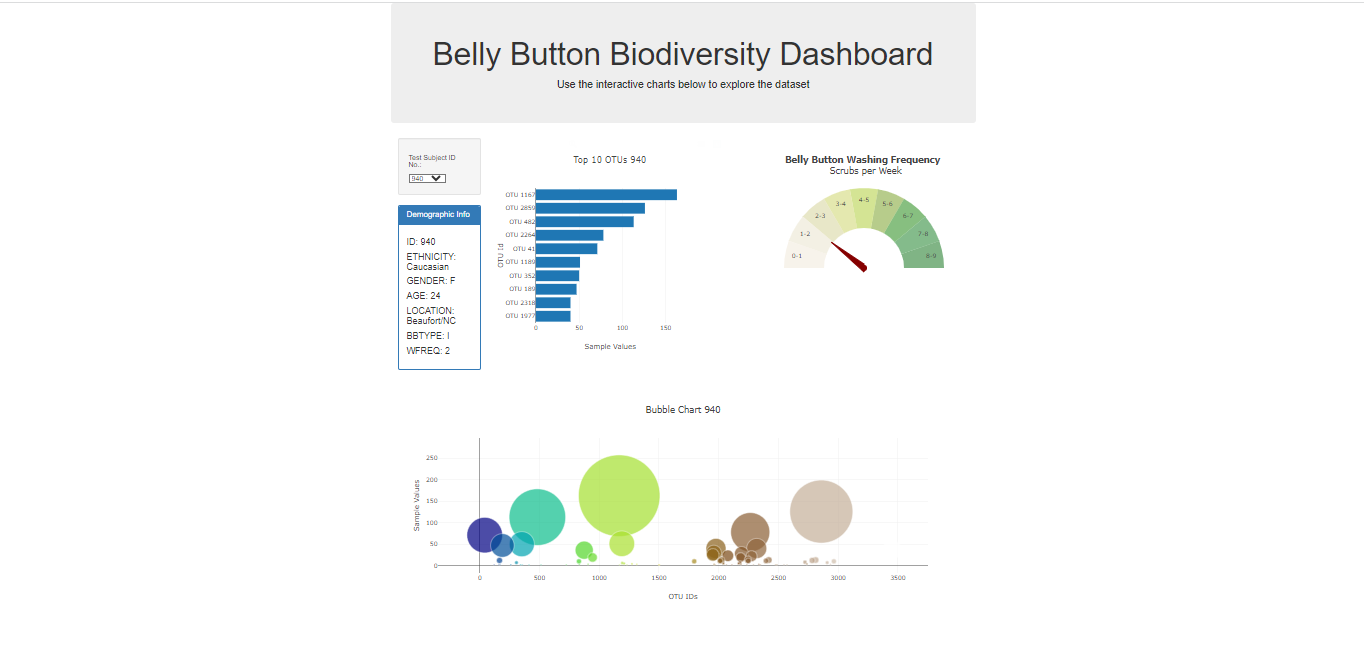 Belly Button Biodiversity Dashboard
Use the interactive charts below to explore the dataset
Test Subject ID
No.:
940
Demographic Info
ID: 940
ETHNICITY:
Caucasian
GENDER: F
AGE: 24
LOCATION:
Beaufort/NC
BBTYPE: I
WFREQ: 2
Top 10 OTUs 940
OTU Id
OTU 1167
OTU 2859
OTU 482
OTU 2264
OTU 41
OTU 1189
OTU 352
OTU 189
OTU 2318
OTU 1977
0 50 100 150
Sample Values
Belly Button Washing Frequency
Scrubs per Week
0-1
1-2
2-3
3-4
4-5
5-6
6-7
7-8
8-9
Bubble Chart 940
Sample Values
250
200
150
100
50
0
0 500 1000 1500 2000 2500 3000 3500
OTU IDs